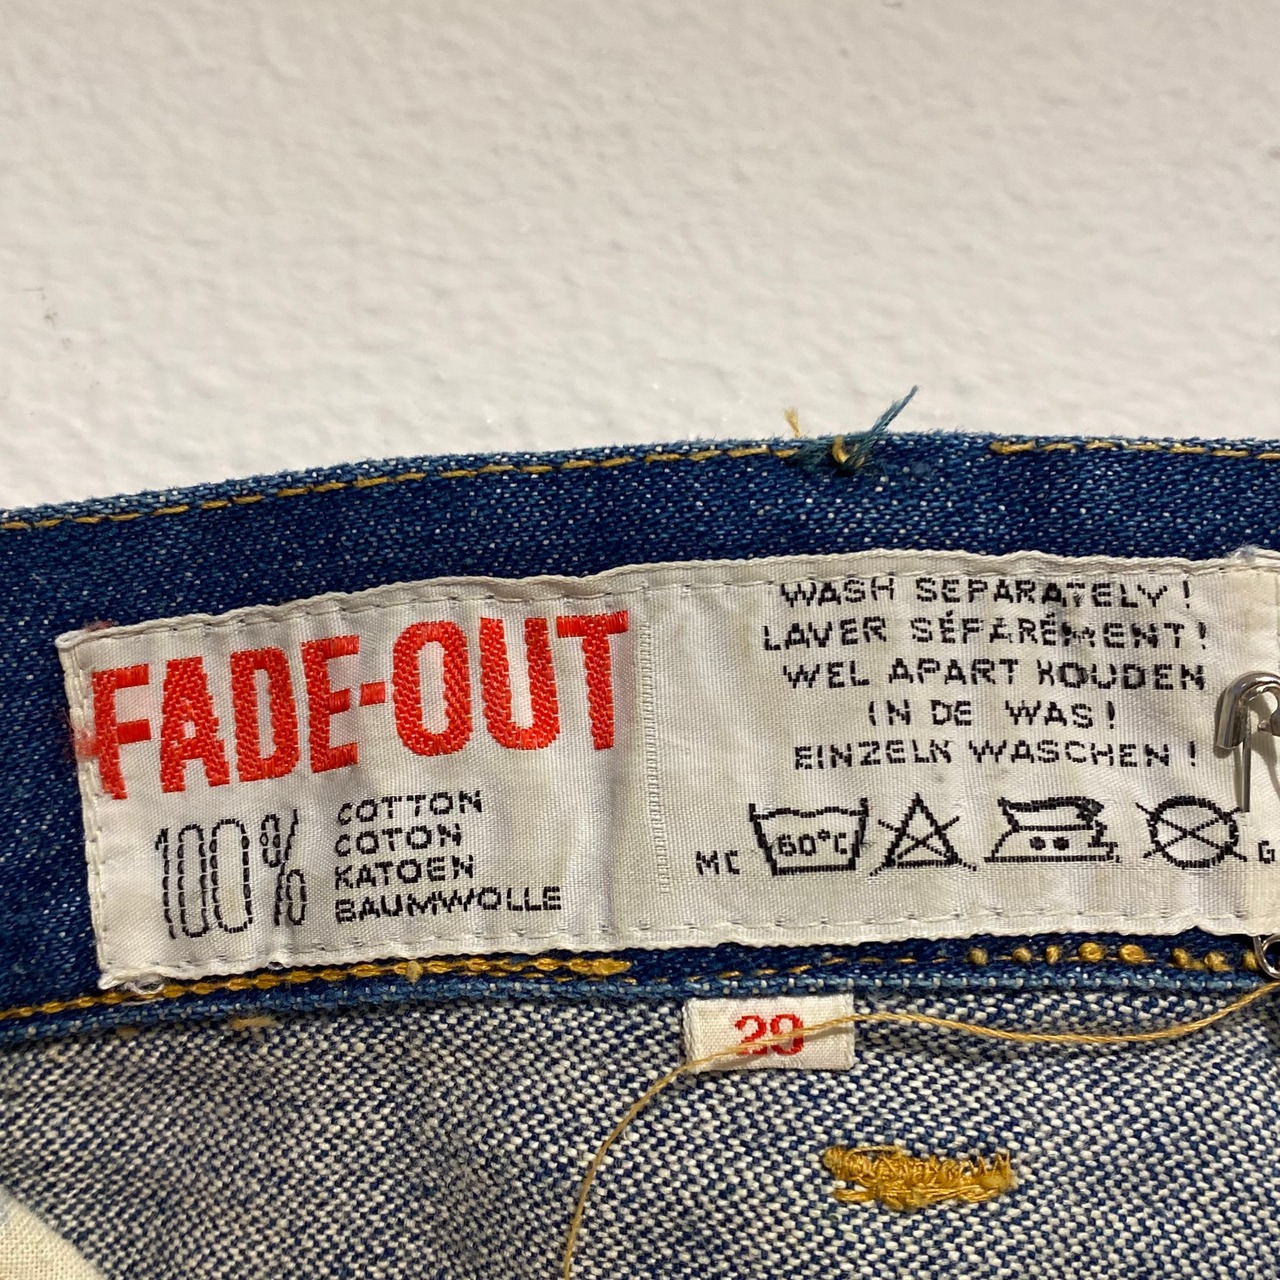 FADE-OUT
100%
COTTON
COTON
KATOEN
BAUMWOLLE
WASH SEPARATELY!
LAVER SÉPARÉMENT!
WEL APART HOUDEN
IN DE WAS!
EINZELN WASCHEN!
MC 60°C G
20